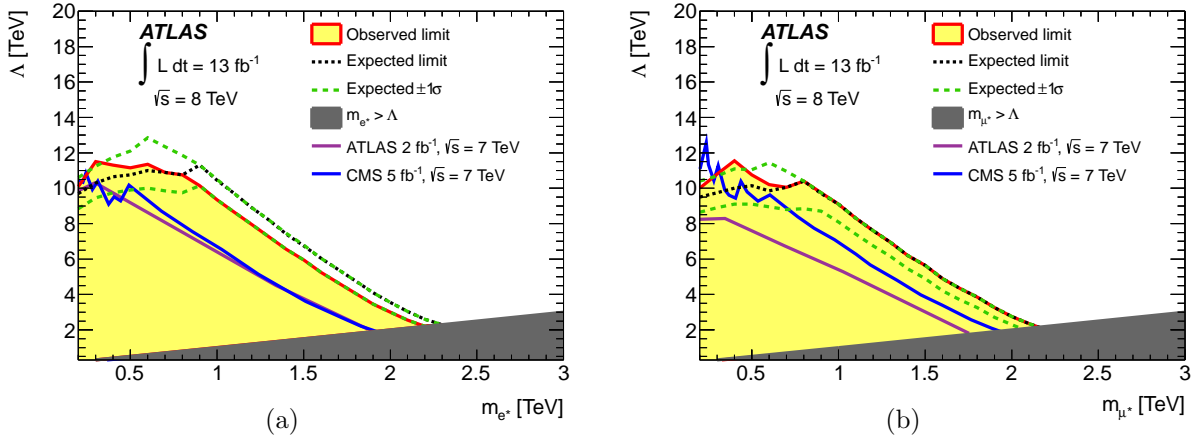 Λ [TeV]
20
18
16
14
12
10
8
6
4
2
0.5 1 1.5 2 2.5 3
m_e* [TeV]
ATLAS
∫ L dt = 13 fb⁻¹
√s = 8 TeV
Observed limit
Expected limit
Expected ±1σ
m_e* > Λ
ATLAS 2 fb⁻¹, √s = 7 TeV
CMS 5 fb⁻¹, √s = 7 TeV
(a)
Λ [TeV]
20
18
16
14
12
10
8
6
4
2
0.5 1 1.5 2 2.5 3
m_μ* [TeV]
ATLAS
∫ L dt = 13 fb⁻¹
√s = 8 TeV
Observed limit
Expected limit
Expected ±1σ
m_μ* > Λ
ATLAS 2 fb⁻¹, √s = 7 TeV
CMS 5 fb⁻¹, √s = 7 TeV
(b)